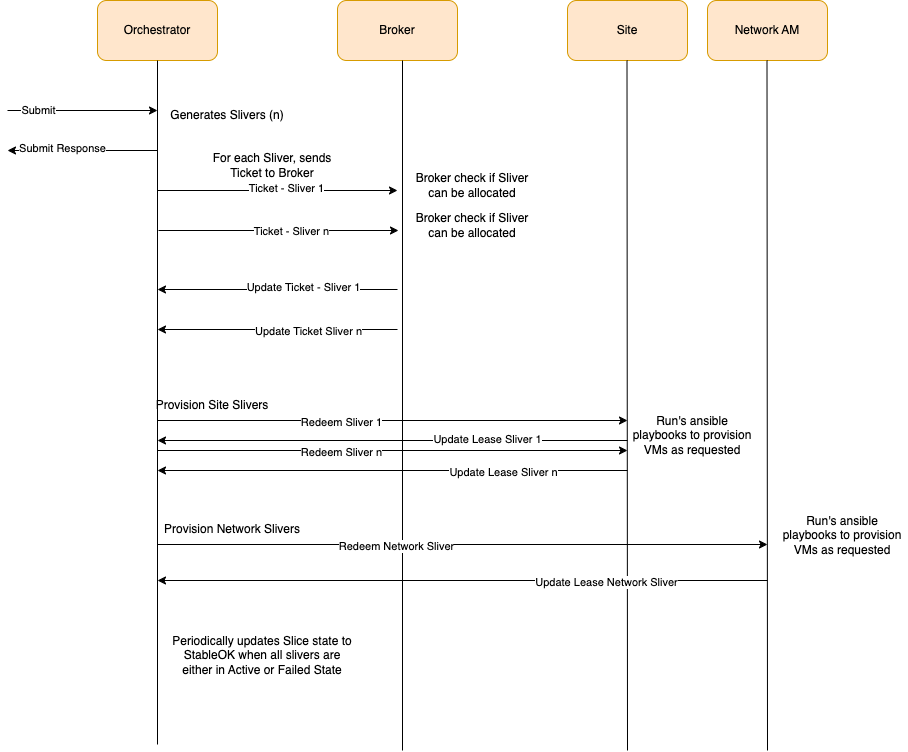 Orchestrator
Broker
Site
Network AM
Submit
Generates Slivers (n)
Submit Response
For each Sliver, sends
Ticket to Broker
Ticket - Sliver 1
Broker check if Sliver
can be allocated
Ticket - Sliver n
Broker check if Sliver
can be allocated
Update Ticket - Sliver 1
Update Ticket Sliver n
Provision Site Slivers
Redeem Sliver 1
Update Lease Sliver 1
Redeem Sliver n
Update Lease Sliver n
Run's ansible
playbooks to provision
VMs as requested
Provision Network Slivers
Redeem Network Sliver
Run's ansible
playbooks to provision
VMs as requested
Update Lease Network Sliver
Periodically updates Slice state to
StableOK when all slivers are
either in Active or Failed State